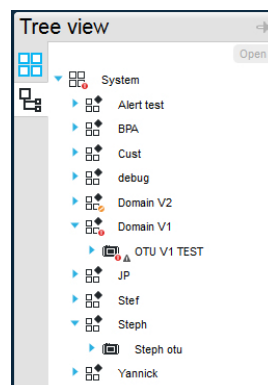 Tree view
Open
System
Alert test
BPA
Cust
debug
Domain V2
Domain V1
OTU V1 TEST
JP
Stef
Steph
Steph otu
Yannick